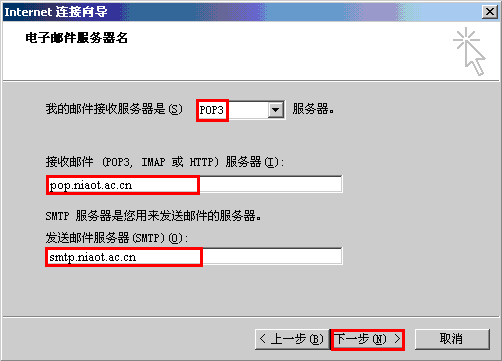 Internet 连接向导
电子邮件服务器名
我的邮件接收服务器是(S) POP3 服务器。
接收邮件 (POP3, IMAP 或 HTTP) 服务器(I):
pop.niaot.ac.cn
SMTP 服务器是您用来发送邮件的服务器。
发送邮件服务器(SMTP)(O):
smtp.niaot.ac.cn
< 上一步(B) 下一步(N) > 取消